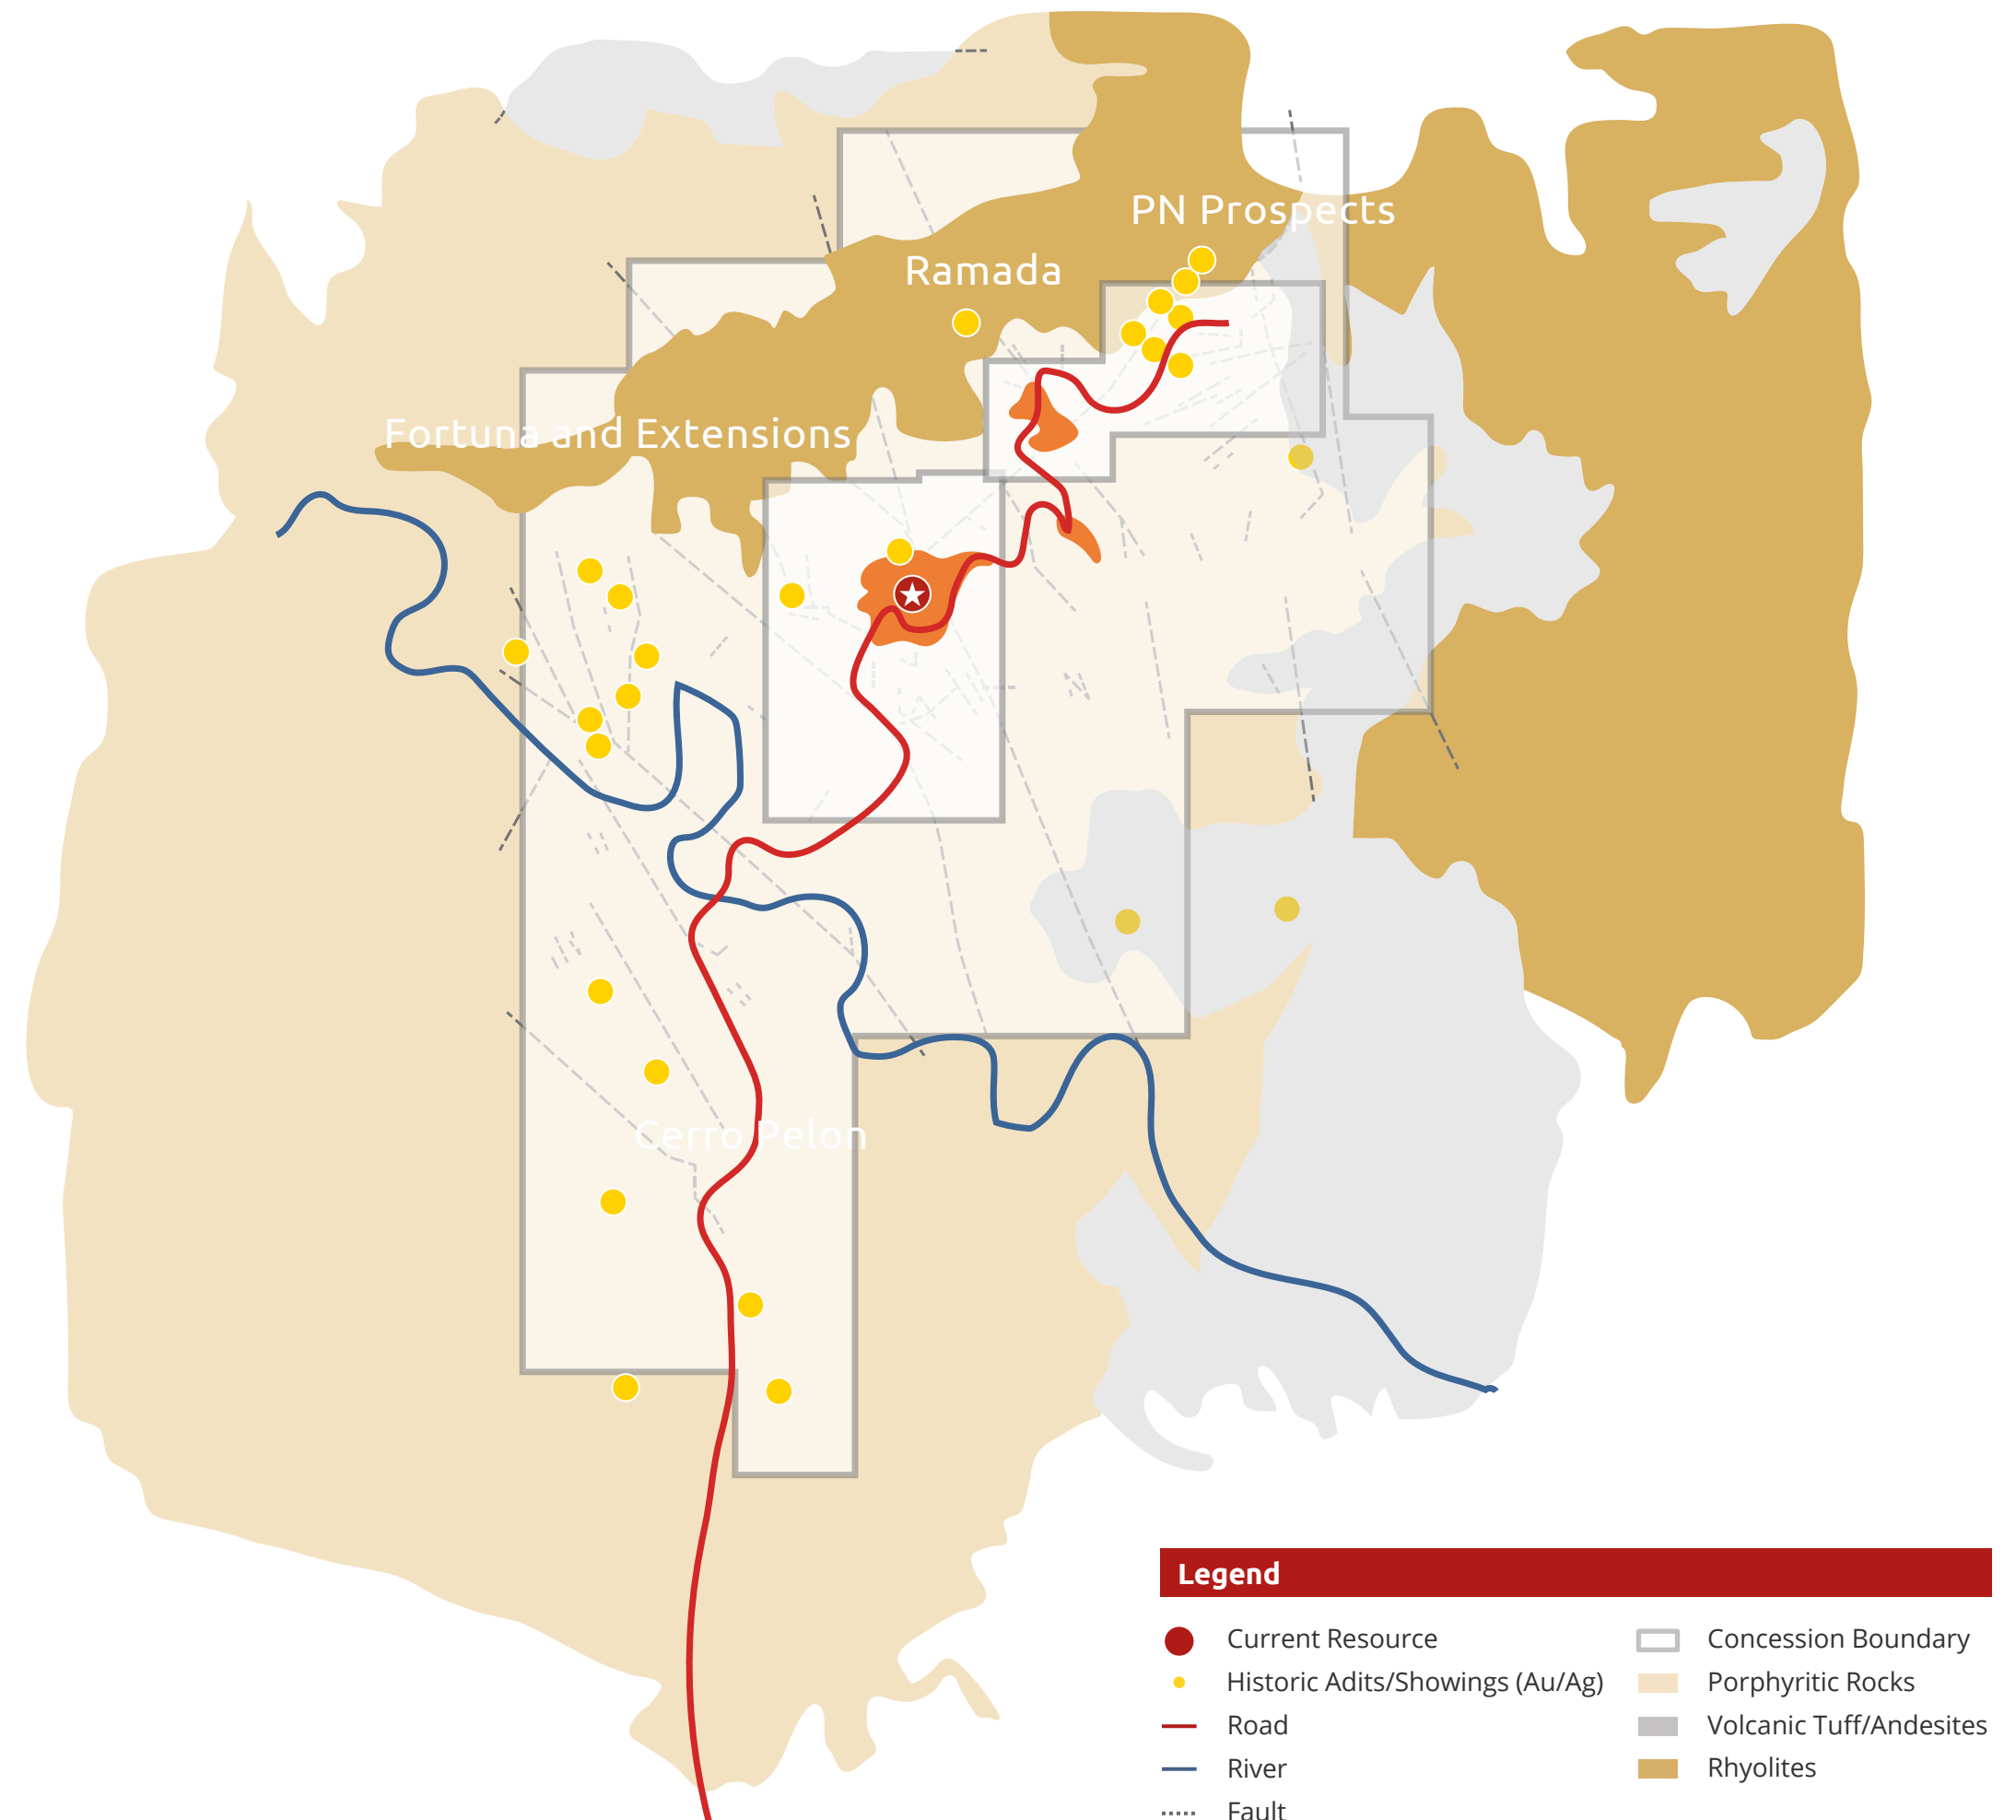 PN Prospects
Ramada
Fortuna and Extensions
Cerro Pelon
Legend
Current Resource
Historic Adits/Showings (Au/Ag)
Road
River
Fault
Concession Boundary
Porphyritic Rocks
Volcanic Tuff/Andesites
Rhyolites